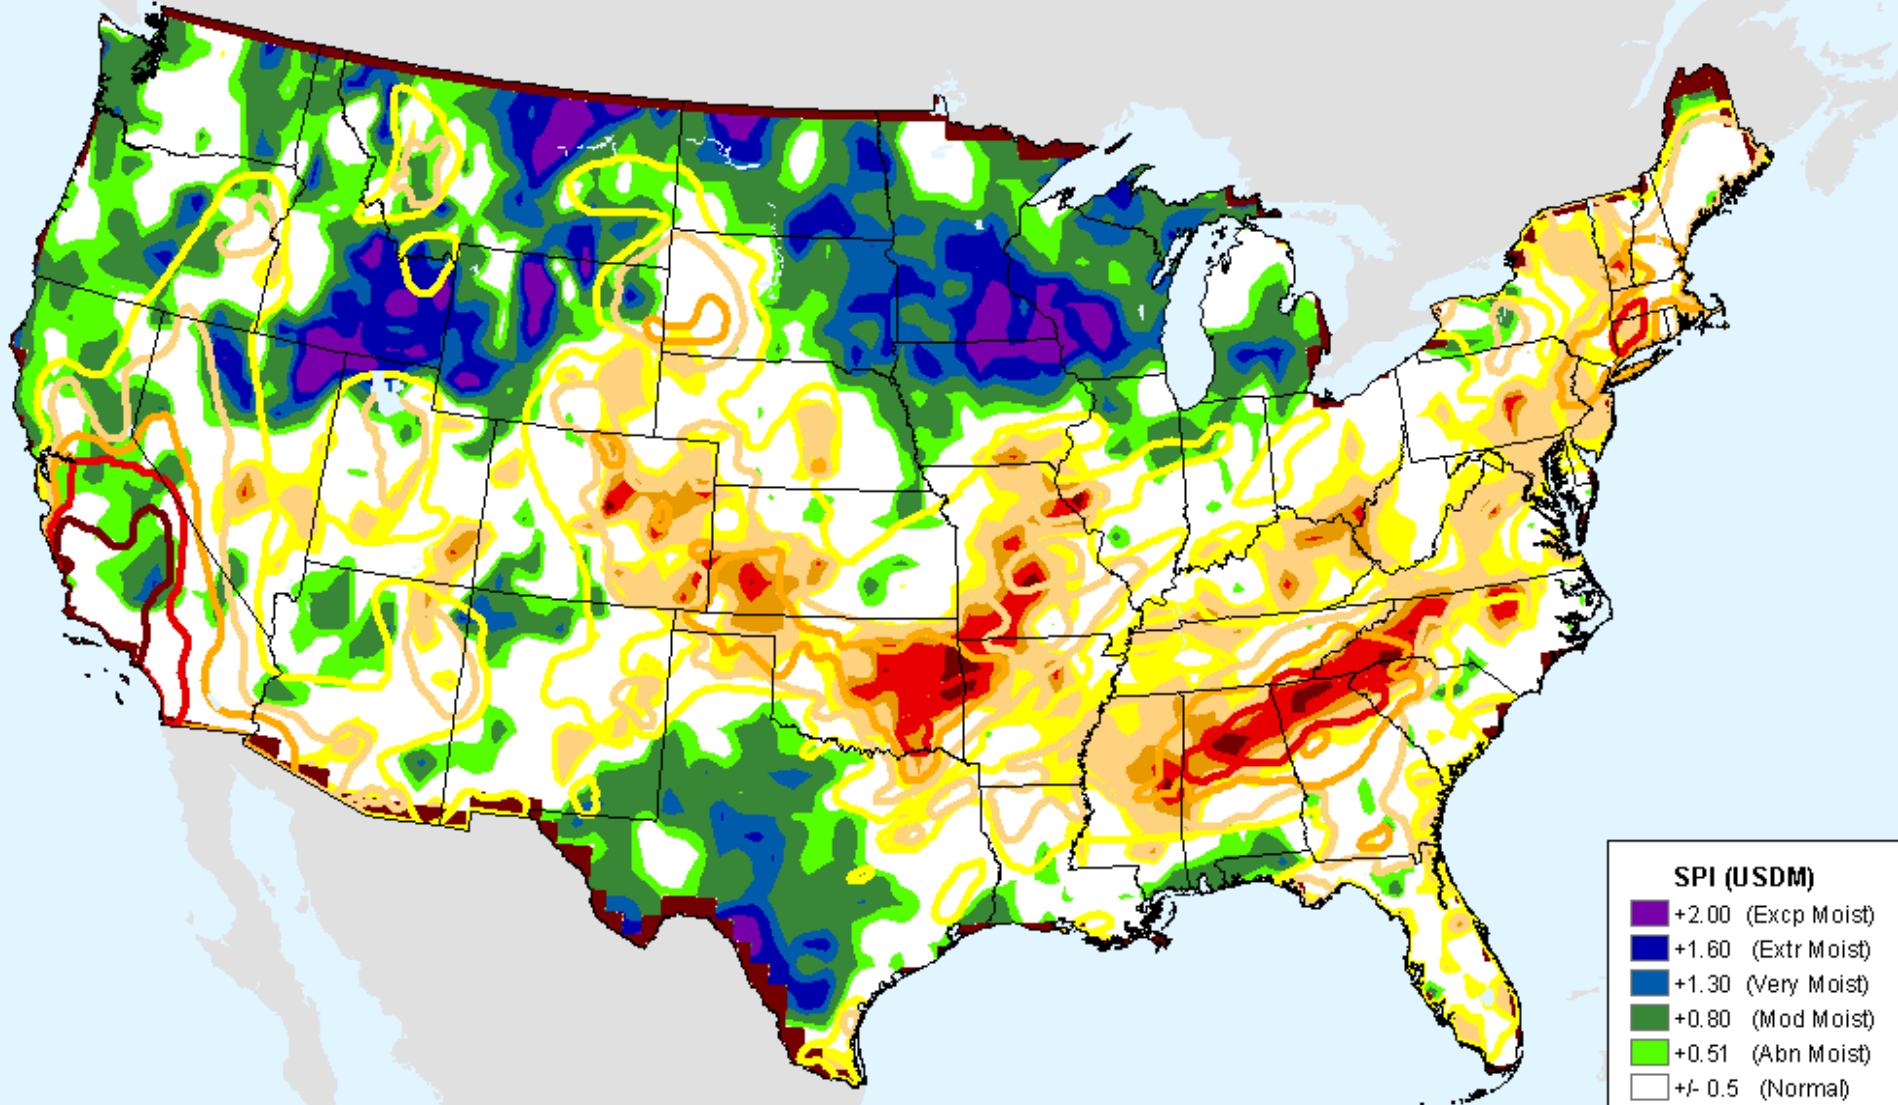 T
SPI (USDM)
+2.00 (Excp Moist)
+1.60 (Extr Moist)
+1.30 (Very Moist)
+0.80 (Mod Moist)
+0.51 (Abn Moist)
+/- 0.5 (Normal)